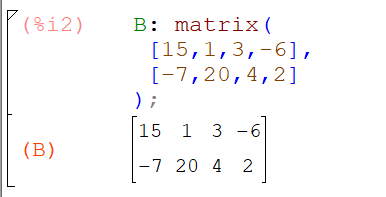 (%i2) B: matrix(
[15,1,3,-6],
[-7,20,4,2]
);
(B) 15 1 3 -6
-7 20 4 2